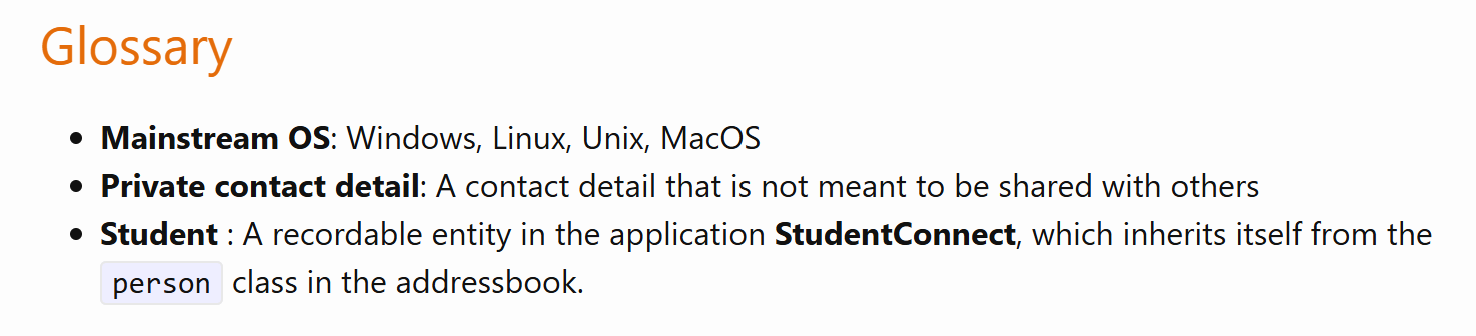 Glossary
Mainstream OS: Windows, Linux, Unix, MacOS
Private contact detail: A contact detail that is not meant to be shared with others
Student : A recordable entity in the application StudentConnect, which inherits itself from the
person class in the addressbook.